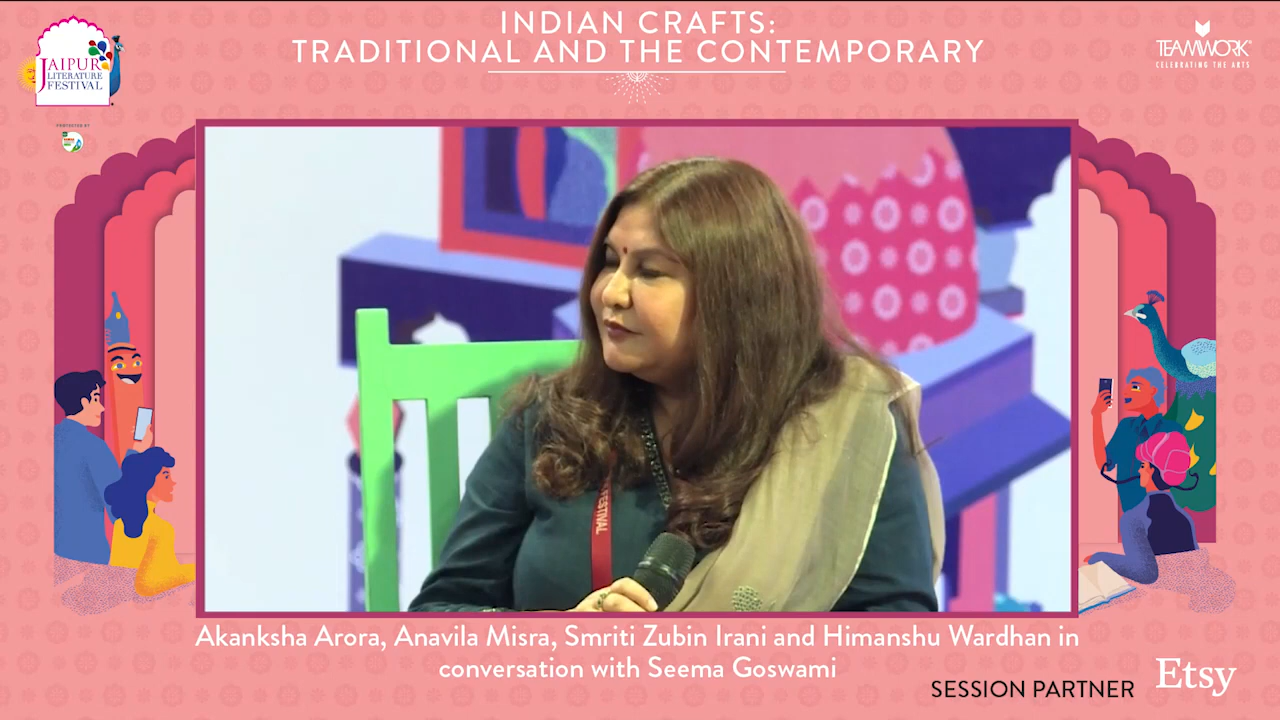 INDIAN CRAFTS:
TRADITIONAL AND THE CONTEMPORARY
JAIPUR
LITERATURE
FESTIVAL
TEAMWORK
CELEBRATING THE ARTS
FESTIVAL
Akanksha Arora, Anavila Misra, Smriti Zubin Irani and Himanshu Wardhan in
conversation with Seema Goswami
SESSION PARTNER
Etsy